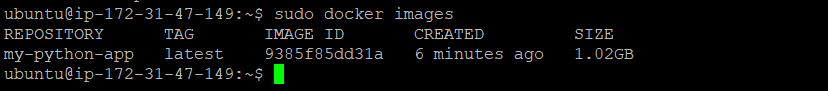 ubuntu@ip-172-31-47-149:~$ sudo docker images
REPOSITORY TAG IMAGE ID CREATED SIZE
my-python-app latest 9385f85dd31a 6 minutes ago 1.02GB
ubuntu@ip-172-31-47-149:~$